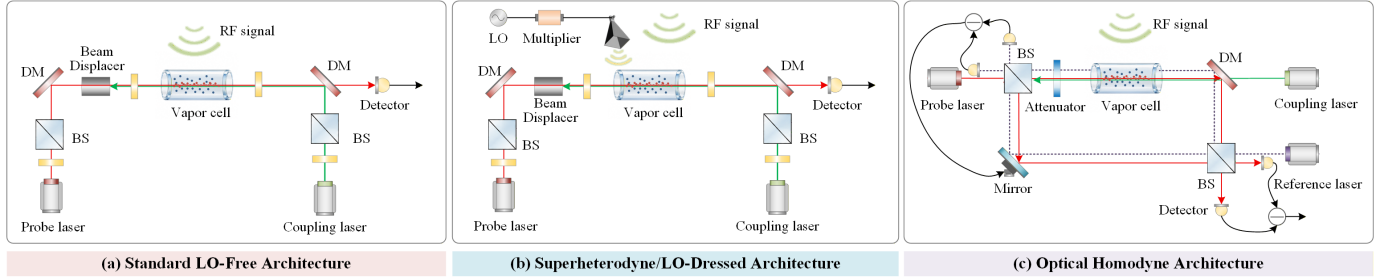 RF signal
Beam
Displacer
DM
DM
Vapor cell
Detector
BS
BS
Probe laser
Coupling laser
(a) Standard LO-Free Architecture
LO
Multiplier
RF signal
DM
DM
Beam
Displacer
Vapor cell
Detector
BS
BS
Probe laser
Coupling laser
(b) Superheterodyne/LO-Dressed Architecture
RF signal
BS
DM
Probe laser
Attenuator
Vapor cell
Coupling laser
Mirror
BS
Reference laser
Detector
(c) Optical Homodyne Architecture